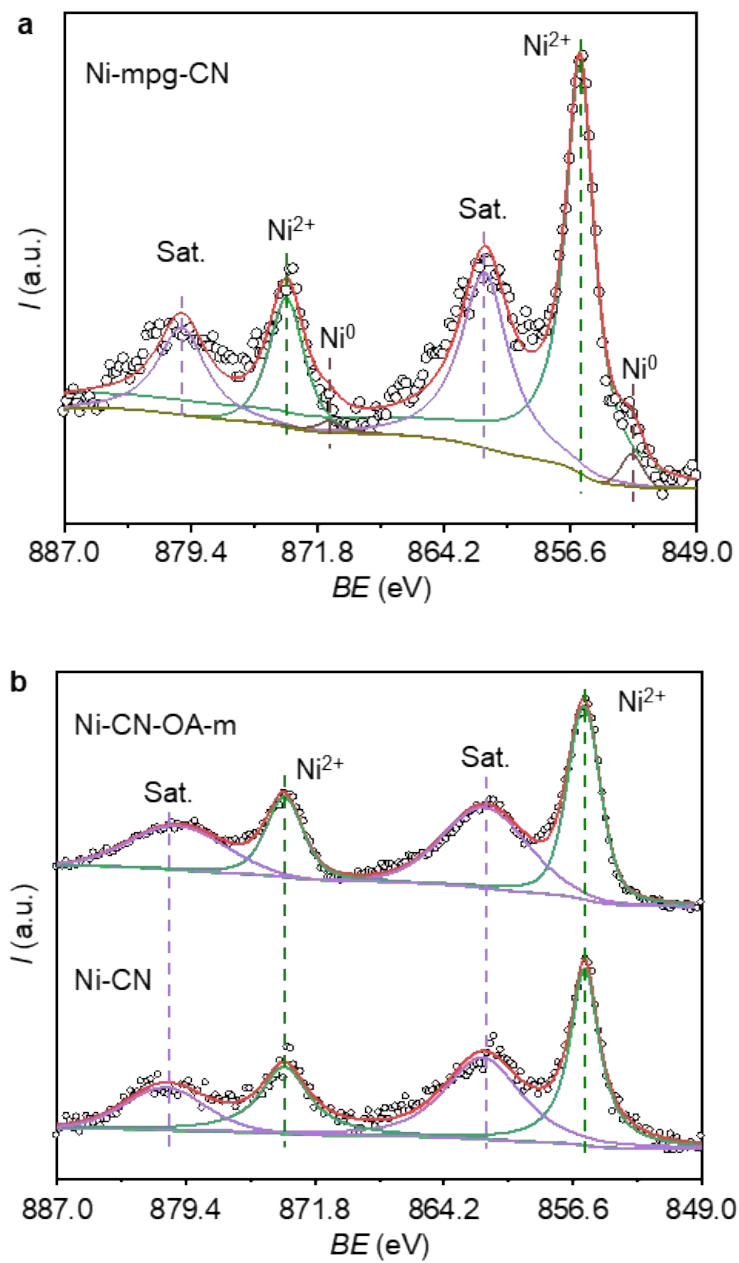 a
Ni-mpg-CN
Ni2+
Sat.
Ni2+
Sat.
Ni0
Ni0
I (a.u.)
887.0 879.4 871.8 864.2 856.6 849.0
BE (eV)
b
Ni-CN-OA-m
Ni2+
Sat.
Ni2+
Sat.
Ni-CN
I (a.u.)
887.0 879.4 871.8 864.2 856.6 849.0
BE (eV)